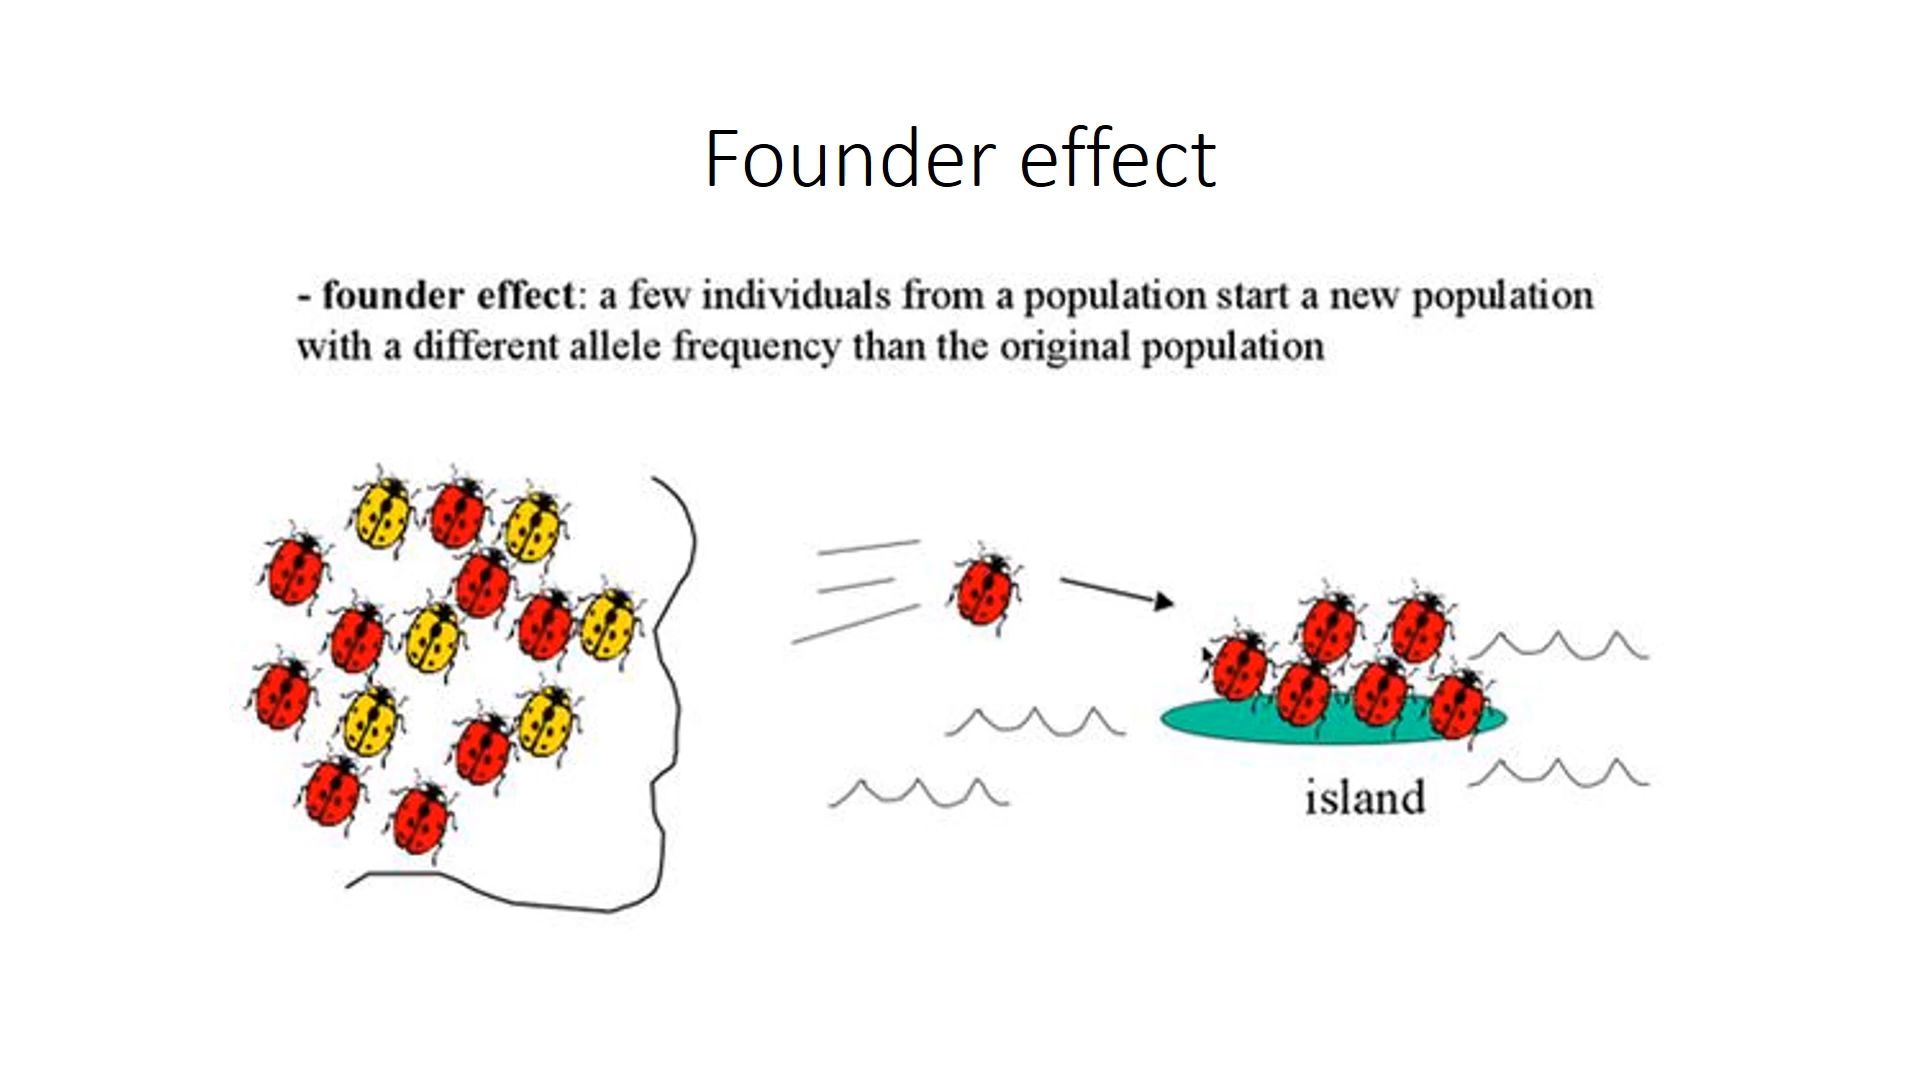 Founder effect
- founder effect: a few individuals from a population start a new population
with a different allele frequency than the original population
island